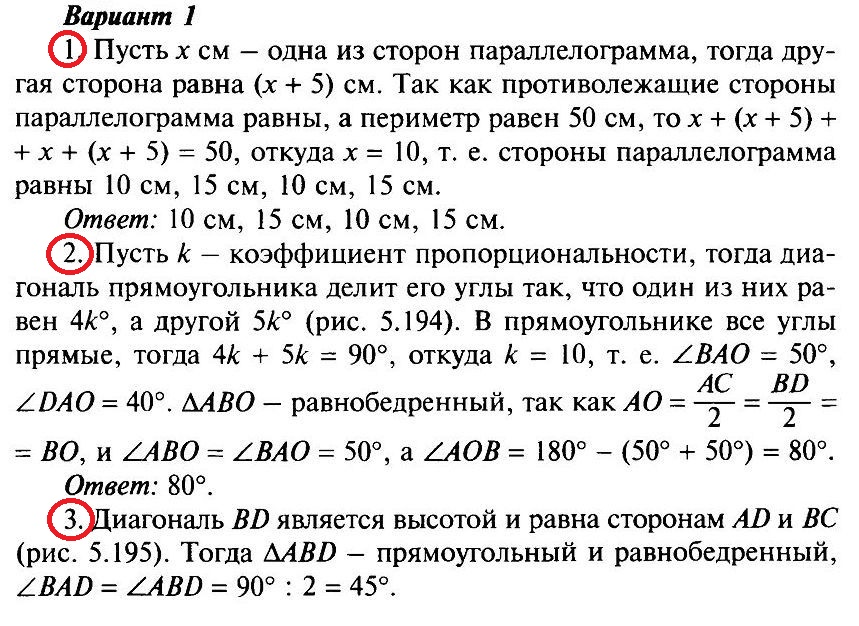 Вариант 1
1 Пусть x см – одна из сторон параллелограмма, тогда дру-
гая сторона равна (x + 5) см. Так как противолежащие стороны
параллелограмма равны, а периметр равен 50 см, то x + (x + 5) +
+ x + (x + 5) = 50, откуда x = 10, т. е. стороны параллелограмма
равны 10 см, 15 см, 10 см, 15 см.
Ответ: 10 см, 15 см, 10 см, 15 см.
2. Пусть k – коэффициент пропорциональности, тогда диа-
гональ прямоугольника делит его углы так, что один из них ра-
вен 4k°, а другой 5k° (рис. 5.194). В прямоугольнике все углы
прямые, тогда 4k + 5k = 90°, откуда k = 10, т. е. ∠BAO = 50°,
∠DAO = 40°. ΔABO – равнобедренный, так как AO = AC/2 = BD/2 =
= BO, и ∠ABO = ∠BAO = 50°, а ∠AOB = 180° – (50° + 50°) = 80°.
Ответ: 80°.
3. Диагональ BD является высотой и равна сторонам AD и BC
(рис. 5.195). Тогда ΔABD – прямоугольный и равнобедренный,
∠BAD = ∠ABD = 90° : 2 = 45°.